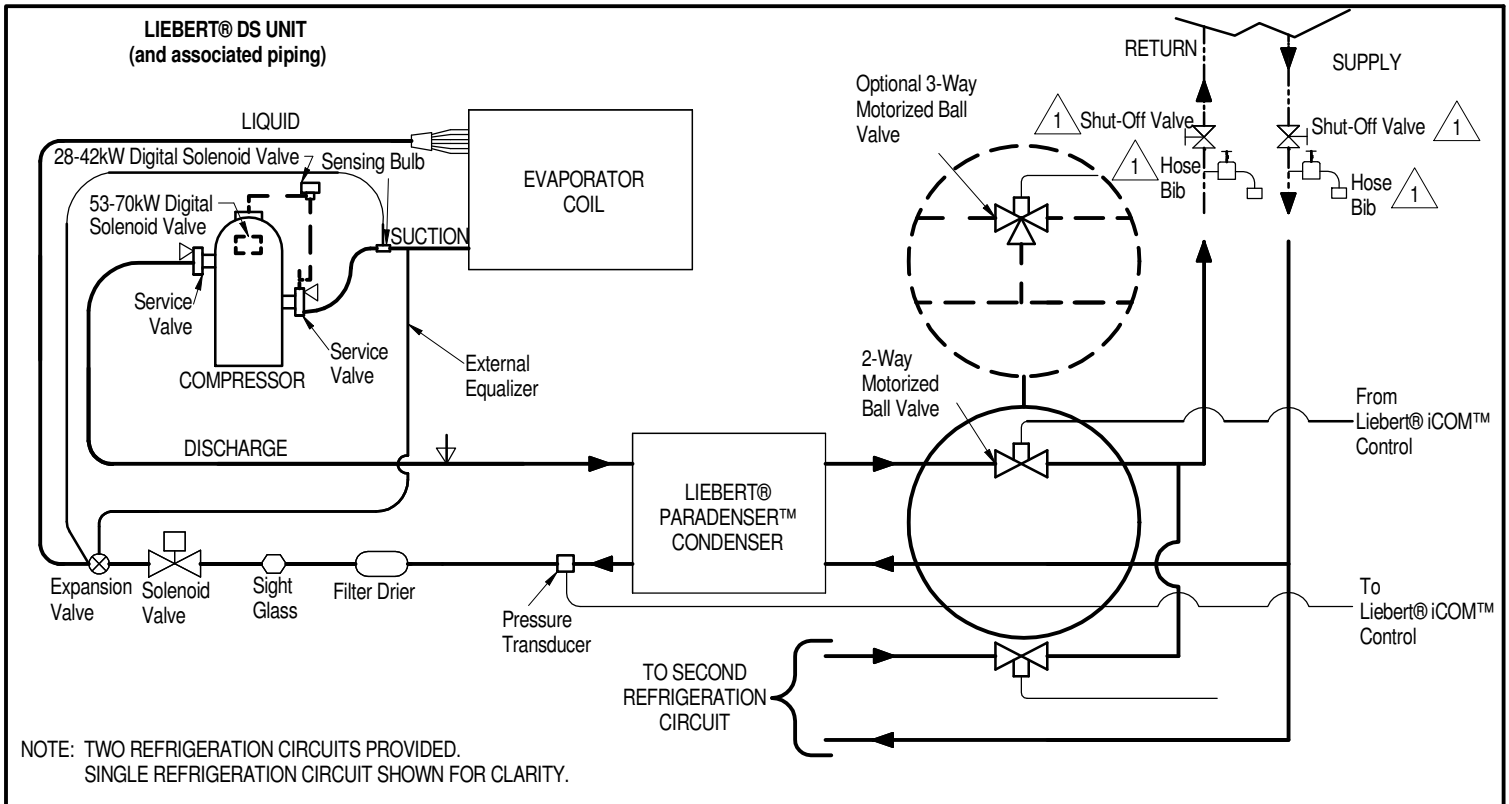 LIEBERT® DS UNIT
(and associated piping)
LIQUID
28-42kW Digital Solenoid Valve
Sensing Bulb
53-70kW Digital
Solenoid Valve
SUCTION
EVAPORATOR
COIL
Service
Valve
Service
Valve
COMPRESSOR
External
Equalizer
DISCHARGE
Expansion
Valve
Solenoid
Valve
Sight
Glass
Filter Drier
Pressure
Transducer
LIEBERT®
PARADENSER™
CONDENSER
Optional 3-Way
Motorized Ball
Valve
2-Way
Motorized
Ball Valve
RETURN
SUPPLY
1
Shut-Off Valve
Shut-Off Valve
1
1
Hose
Bib
Hose
Bib
1
From
Liebert® iCOM™
Control
To
Liebert® iCOM™
Control
TO SECOND
REFRIGERATION
CIRCUIT
NOTE: TWO REFRIGERATION CIRCUITS PROVIDED.
SINGLE REFRIGERATION CIRCUIT SHOWN FOR CLARITY.